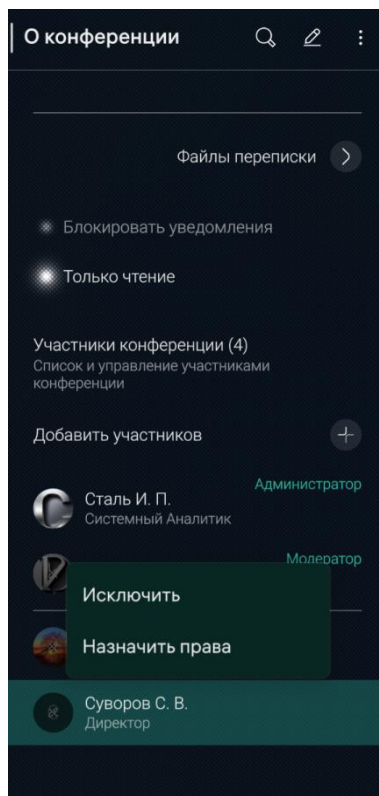 О конференции
Файлы переписки
Блокировать уведомления
Только чтение
Участники конференции (4)
Список и управление участниками
конференции
Добавить участников
Администратор
Сталь И. П.
Системный Аналитик
Модератор
Исключить
Назначить права
Суворов С. В.
Директор